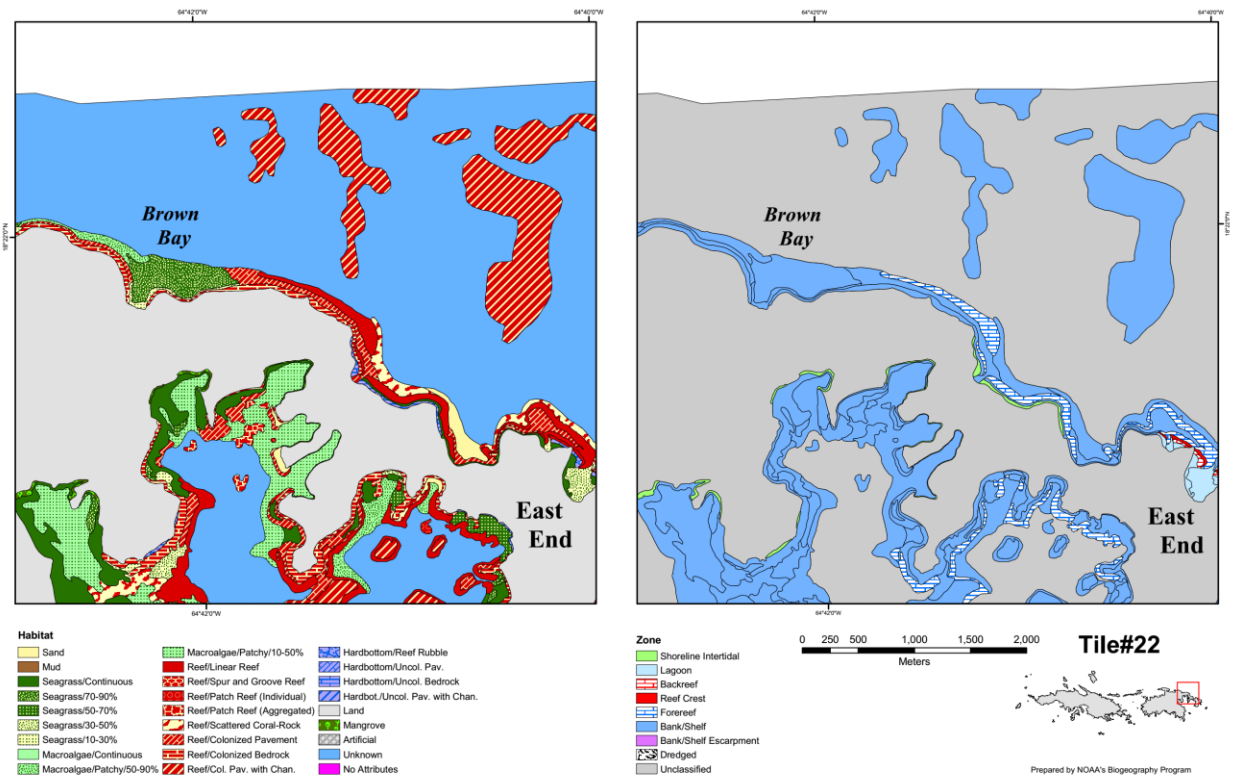 64°42'0"W
64°40'0"W
64°42'0"W
64°40'0"W
18°22'0"N
18°22'0"N
Brown
Bay
Brown
Bay
East
End
East
End
64°42'0"W
64°40'0"W
64°42'0"W
64°40'0"W
Habitat
Sand
Mud
Seagrass/Continuous
Seagrass/70-90%
Seagrass/50-70%
Seagrass/30-50%
Seagrass/10-30%
Macroalgae/Continuous
Macroalgae/Patchy/50-90%
Macroalgae/Patchy/10-50%
Reef/Linear Reef
Reef/Spur and Groove Reef
Reef/Patch Reef (Individual)
Reef/Patch Reef (Aggregated)
Reef/Scattered Coral-Rock
Reef/Colonized Pavement
Reef/Colonized Bedrock
Reef/Col. Pav. with Chan.
Hardbottom/Reef Rubble
Hardbottom/Uncol. Pav.
Hardbottom/Uncol. Bedrock
Hardbot./Uncol. Pav. with Chan.
Land
Mangrove
Artificial
Unknown
No Attributes
Zone
Shoreline Intertidal
Lagoon
Backreef
Reef Crest
Forereef
Bank/Shelf
Bank/Shelf Escarpment
Dredged
Unclassified
0 250 500 1,000 1,500 2,000
Meters
Tile#22
Prepared by NOAA's Biogeography Program